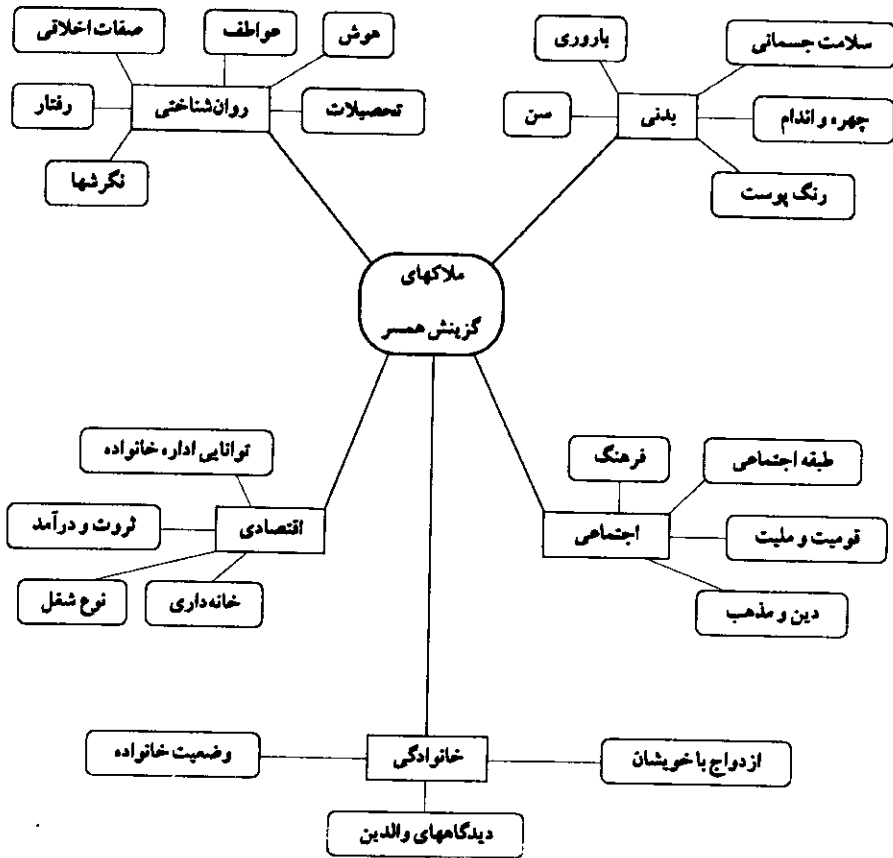 ملاکهای
گزینش همسر
بدنی
سلامت جسمانی
باروری
چهره و اندام
سن
رنگ پوست
روان‌شناختی
هوش
عواطف
صفات اخلاقی
تحصیلات
رفتار
نگرشها
اجتماعی
طبقه اجتماعی
فرهنگ
قومیت و ملیت
دین و مذهب
اقتصادی
توانایی اداره خانواده
ثروت و درآمد
خانه‌داری
نوع شغل
خانوادگی
ازدواج با خویشان
وضعیت خانواده
دیدگاههای والدین